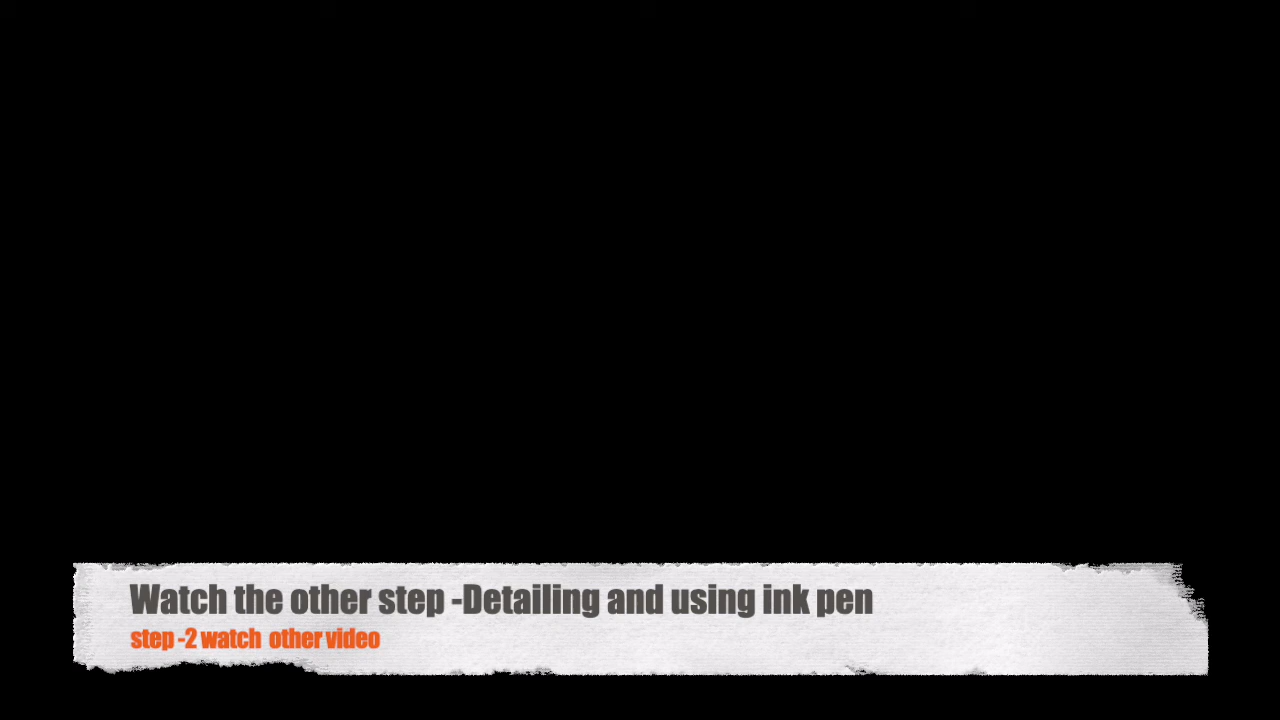 Watch the other step -Detailing and using ink pen
step -2 watch  other video